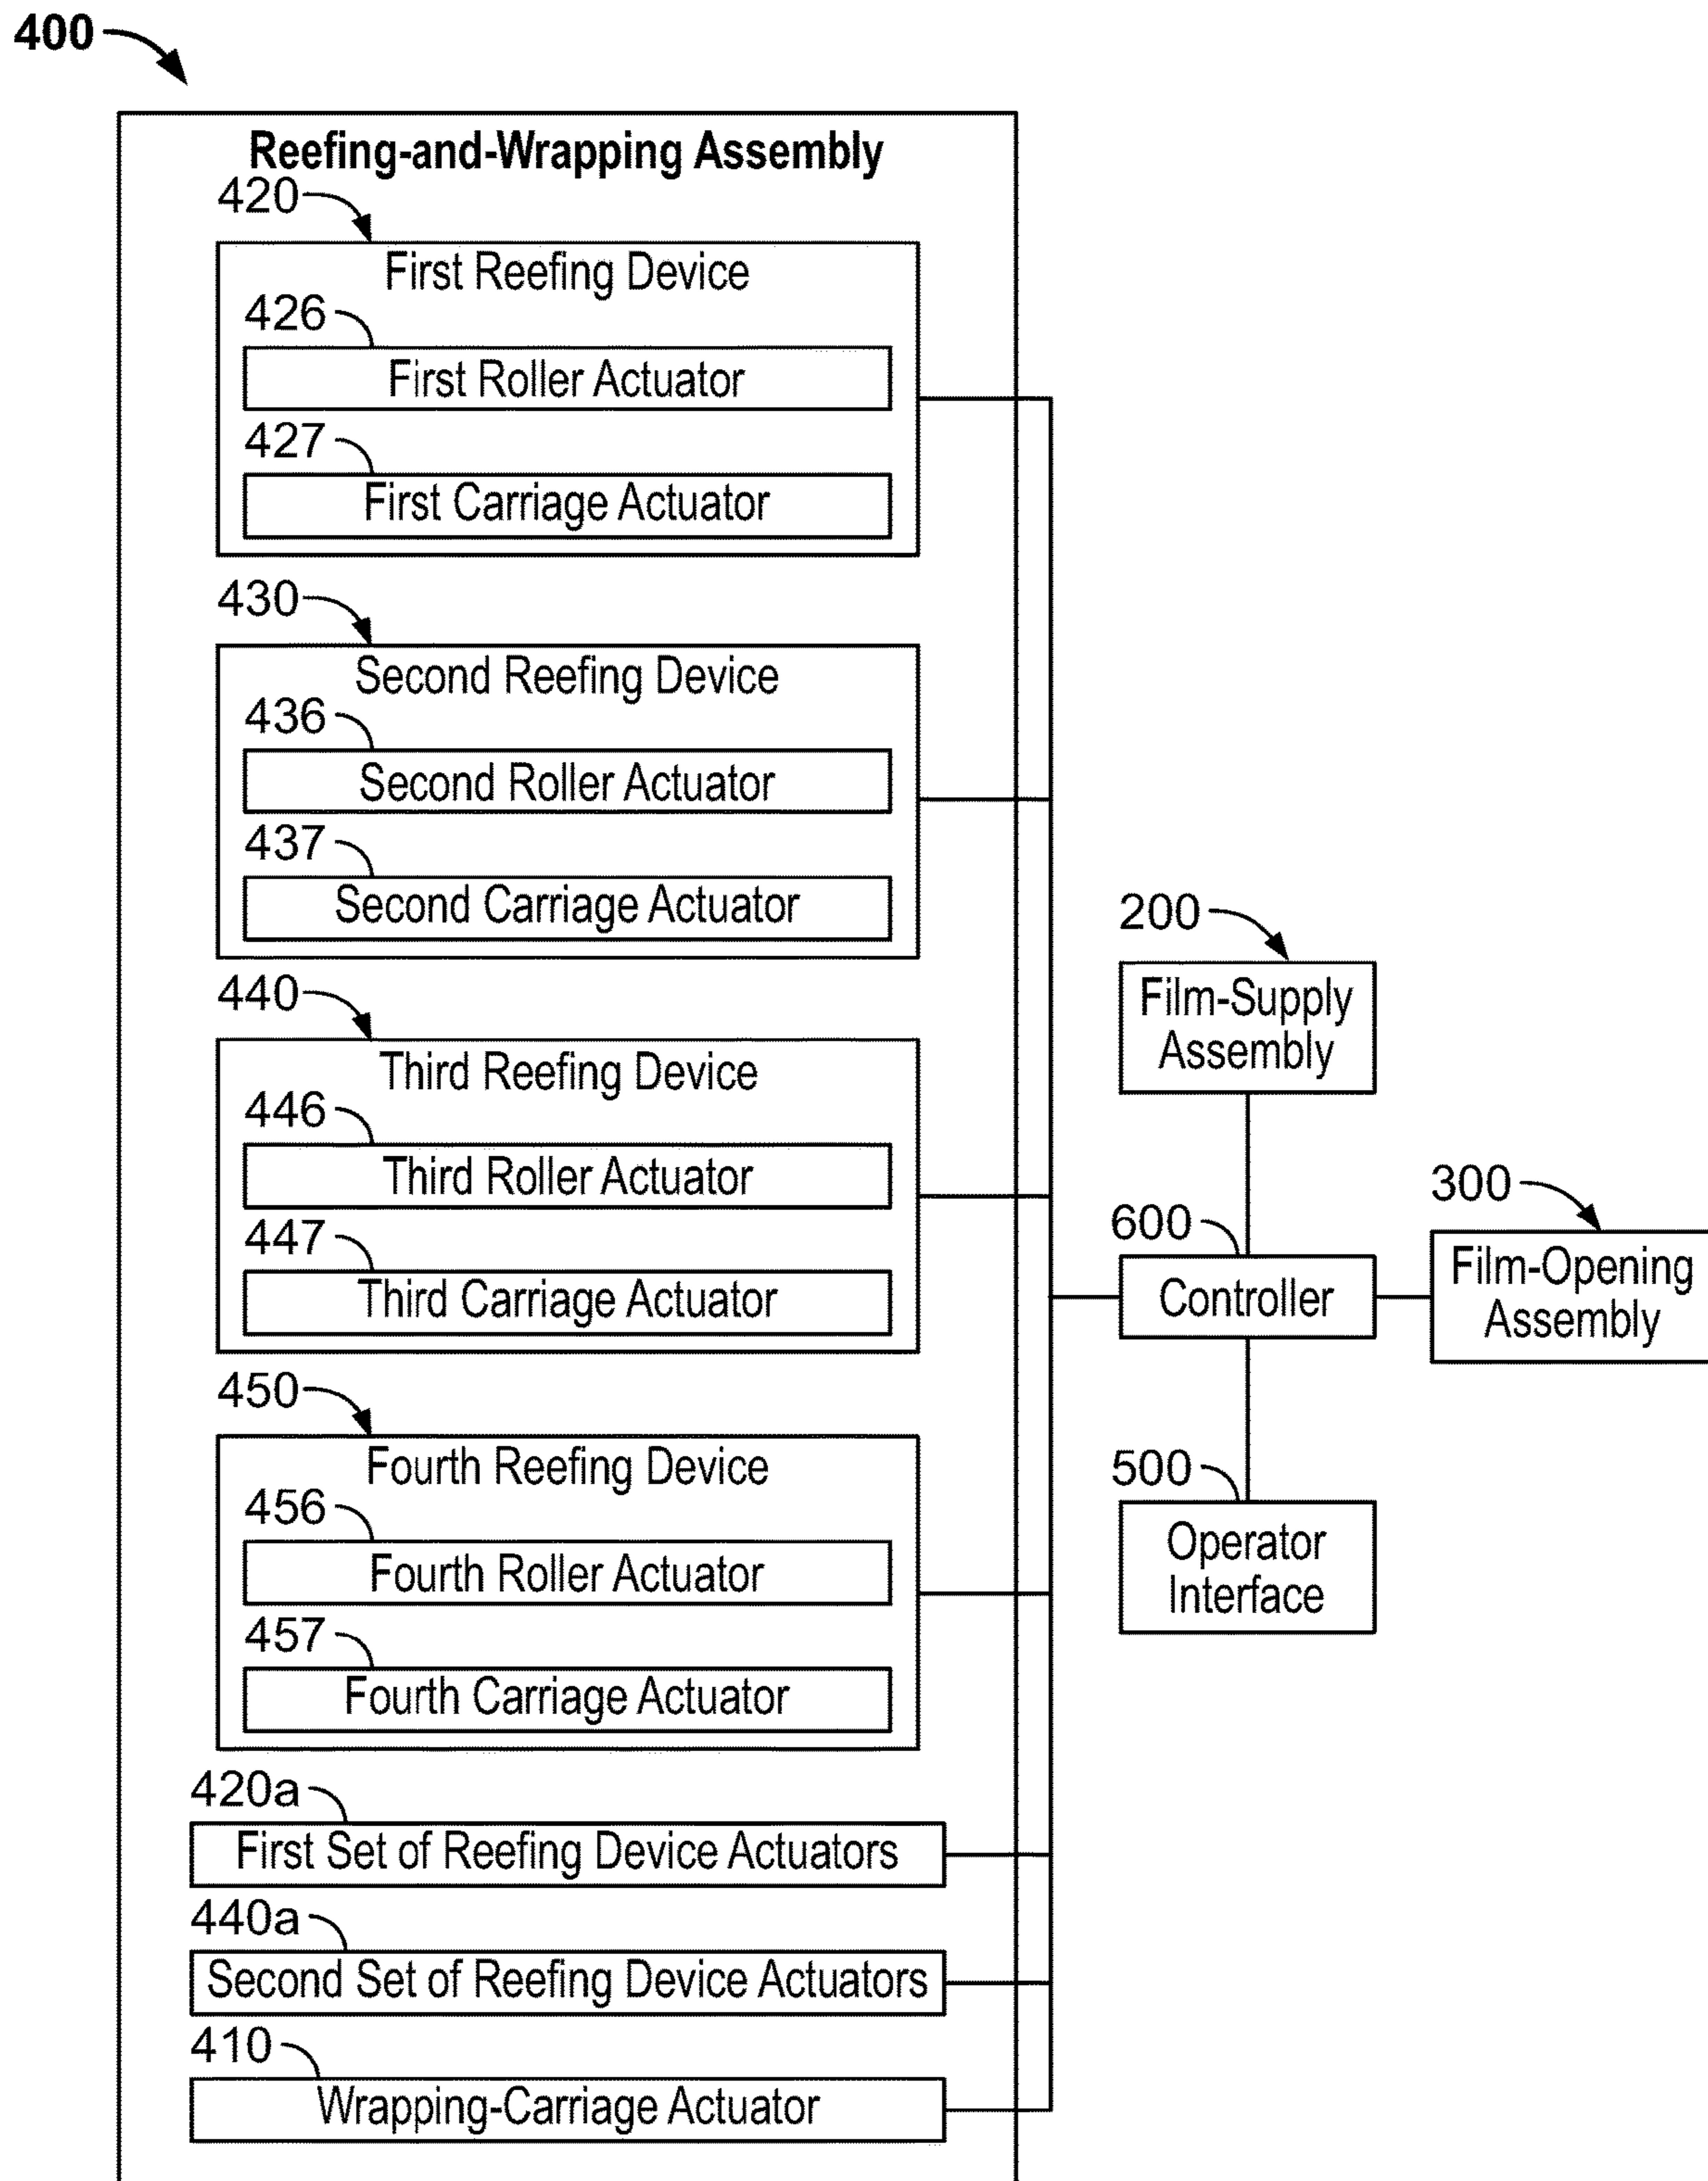 400
Reefing-and-Wrapping Assembly
420
First Reefing Device
426
First Roller Actuator
427
First Carriage Actuator
430
Second Reefing Device
436
Second Roller Actuator
437
Second Carriage Actuator
440
Third Reefing Device
446
Third Roller Actuator
447
Third Carriage Actuator
450
Fourth Reefing Device
456
Fourth Roller Actuator
457
Fourth Carriage Actuator
420a
First Set of Reefing Device Actuators
440a
Second Set of Reefing Device Actuators
410
Wrapping-Carriage Actuator
200
Film-Supply
Assembly
600
Controller
300
Film-Opening
Assembly
500
Operator
Interface